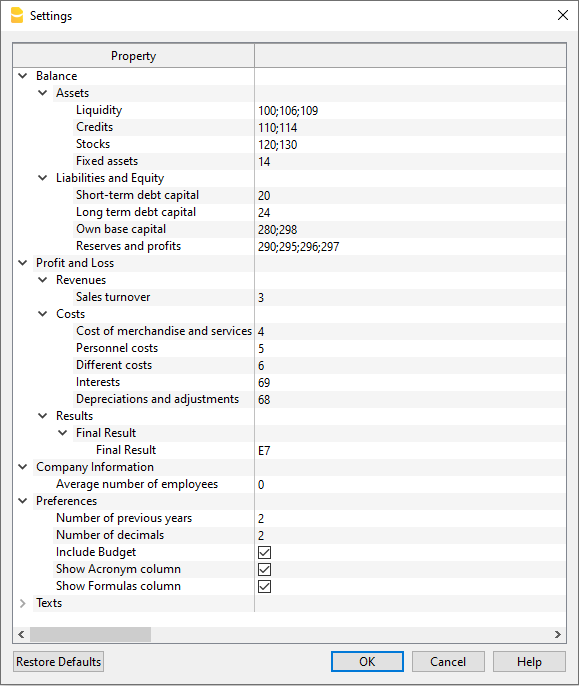 Settings
Property
Balance
Assets
Liquidity 100;106;109
Credits 110;114
Stocks 120;130
Fixed assets 14
Liabilities and Equity
Short-term debt capital 20
Long term debt capital 24
Own base capital 280;298
Reserves and profits 290;295;296;297
Profit and Loss
Revenues
Sales turnover 3
Costs
Cost of merchandise and services 4
Personnel costs 5
Different costs 6
Interests 69
Depreciations and adjustments 68
Results
Final Result
Final Result E7
Company Information
Average number of employees 0
Preferences
Number of previous years 2
Number of decimals 2
Include Budget
Show Acronym column
Show Formulas column
Texts
Restore Defaults OK Cancel Help